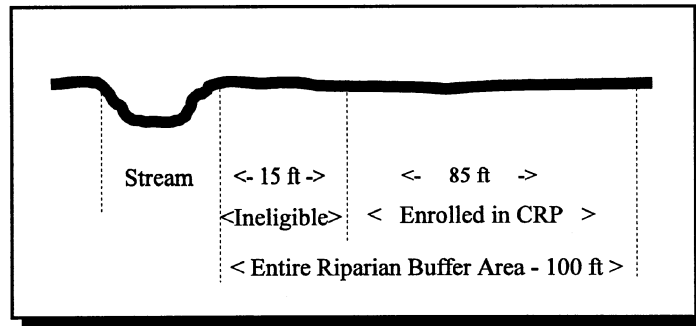 Stream <- 15 ft -> <- 85 ft ->
<Ineligible> < Enrolled in CRP >
< Entire Riparian Buffer Area - 100 ft >